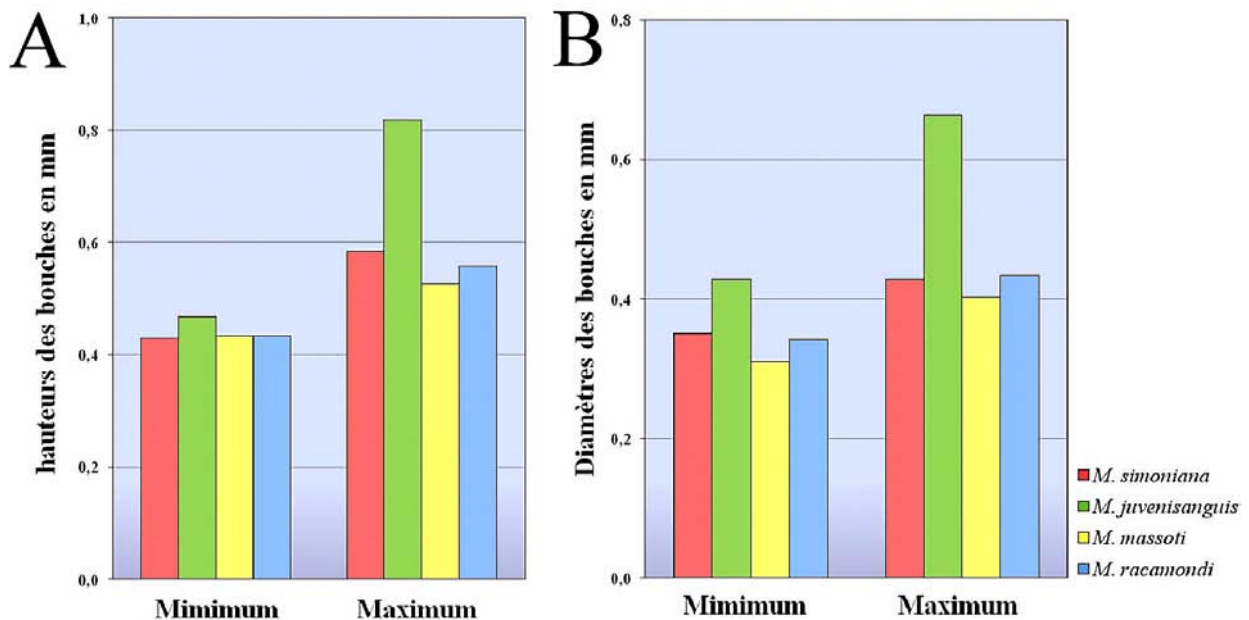 A
hauteurs des bouches en mm
1,0
0,8
0,6
0,4
0,2
0,0
Mimimum
Maximum
B
Diamètres des bouches en mm
0,8
0,6
0,4
0,2
0,0
Mimimum
Maximum
M. simoniana
M. juvenisanguis
M. massoti
M. racamondi